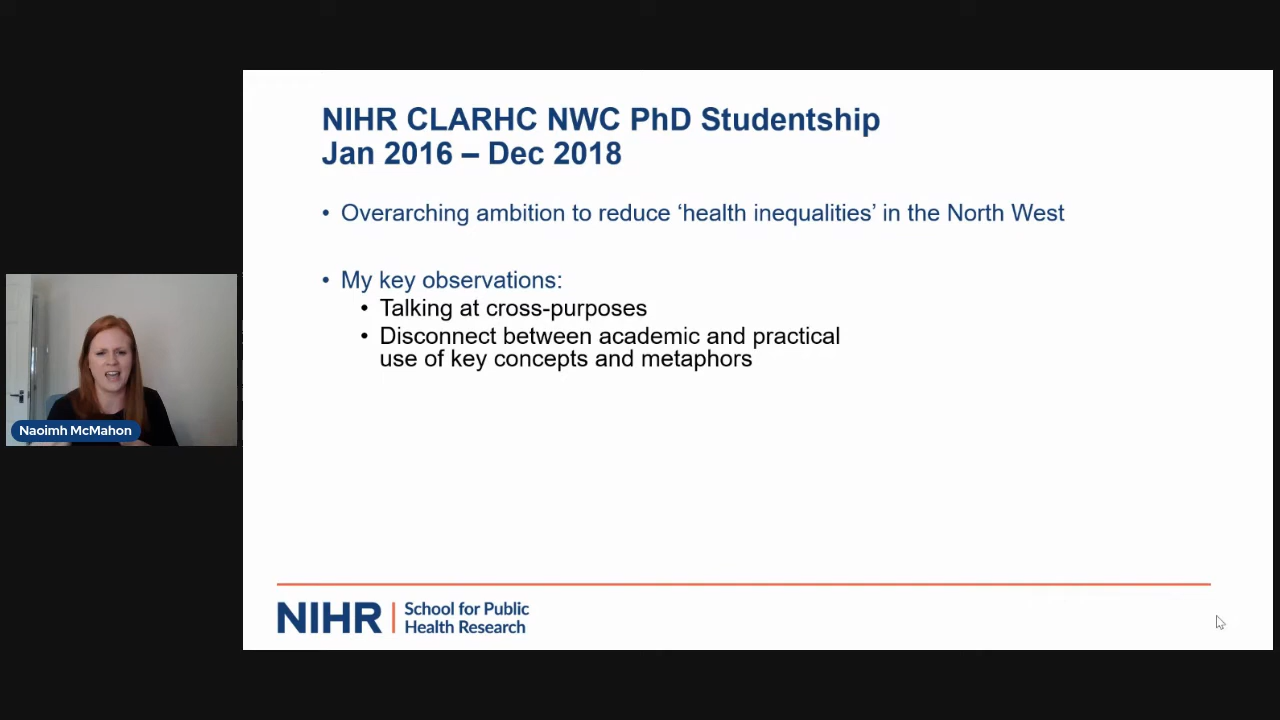 NIHR CLARHC NWC PhD Studentship
Jan 2016 – Dec 2018
• Overarching ambition to reduce ‘health inequalities’ in the North West
• My key observations:
• Talking at cross-purposes
• Disconnect between academic and practical
use of key concepts and metaphors
Naoimh McMahon
NIHR | School for Public
Health Research